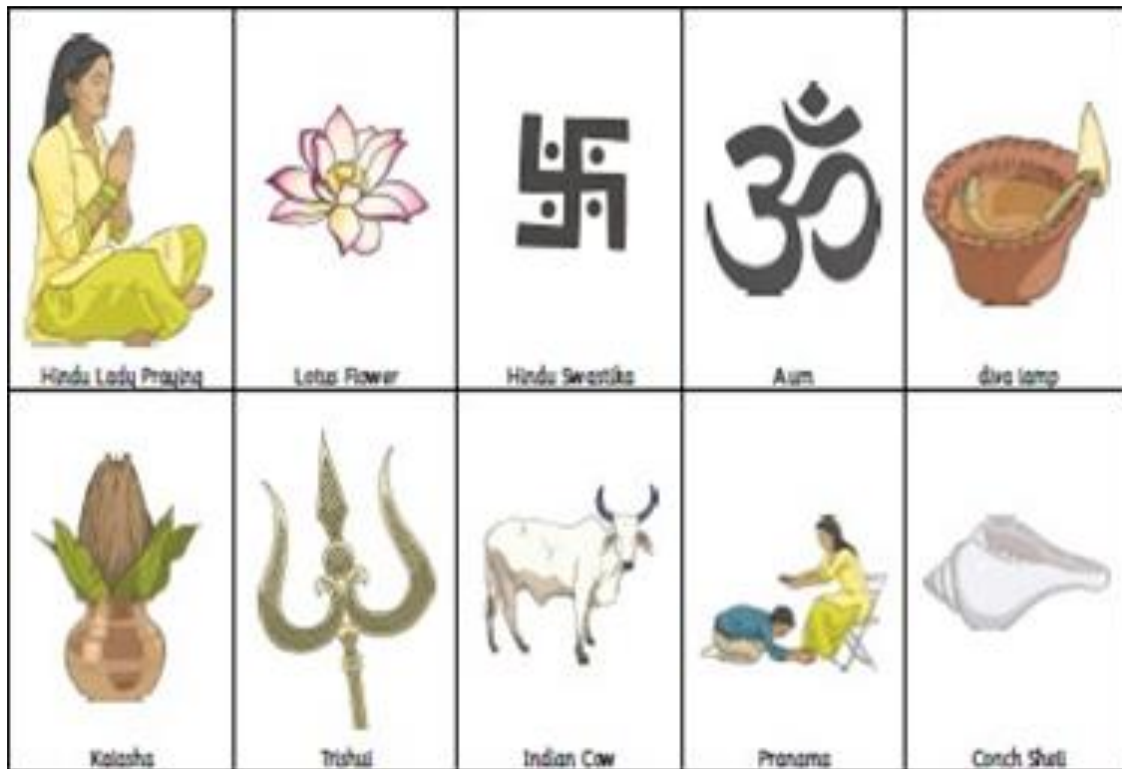 Hindu Lady Praying
Lotus Flower
Hindu Swastika
Aum
diva lamp
Kalasha
Trishul
Indian Cow
Pranama
Conch Shell